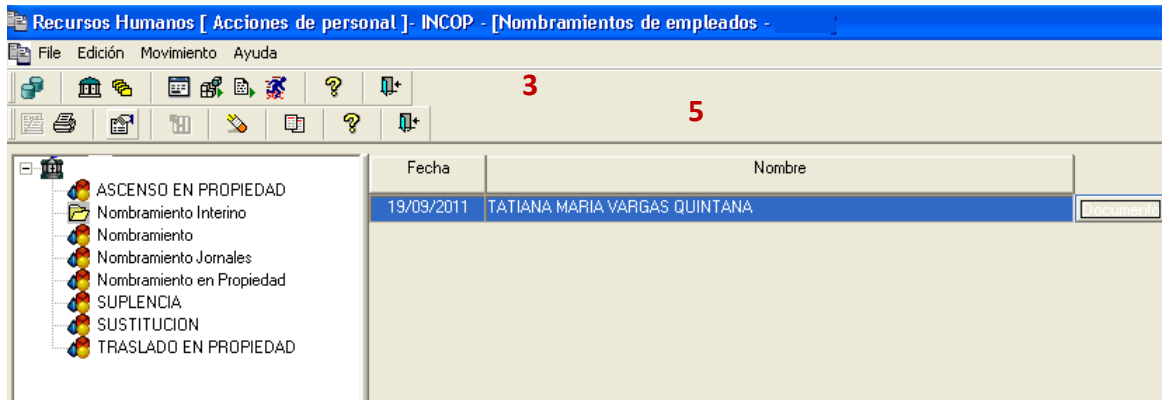 Recursos Humanos [ Acciones de personal ]- INCOP - [Nombramientos de empleados -
File Edición Movimiento Ayuda
3
5
Fecha Nombre
19/09/2011 TATIANA MARIA VARGAS QUINTANA Documento
ASCENSO EN PROPIEDAD
Nombramiento Interino
Nombramiento
Nombramiento Jornales
Nombramiento en Propiedad
SUPLENCIA
SUSTITUCION
TRASLADO EN PROPIEDAD